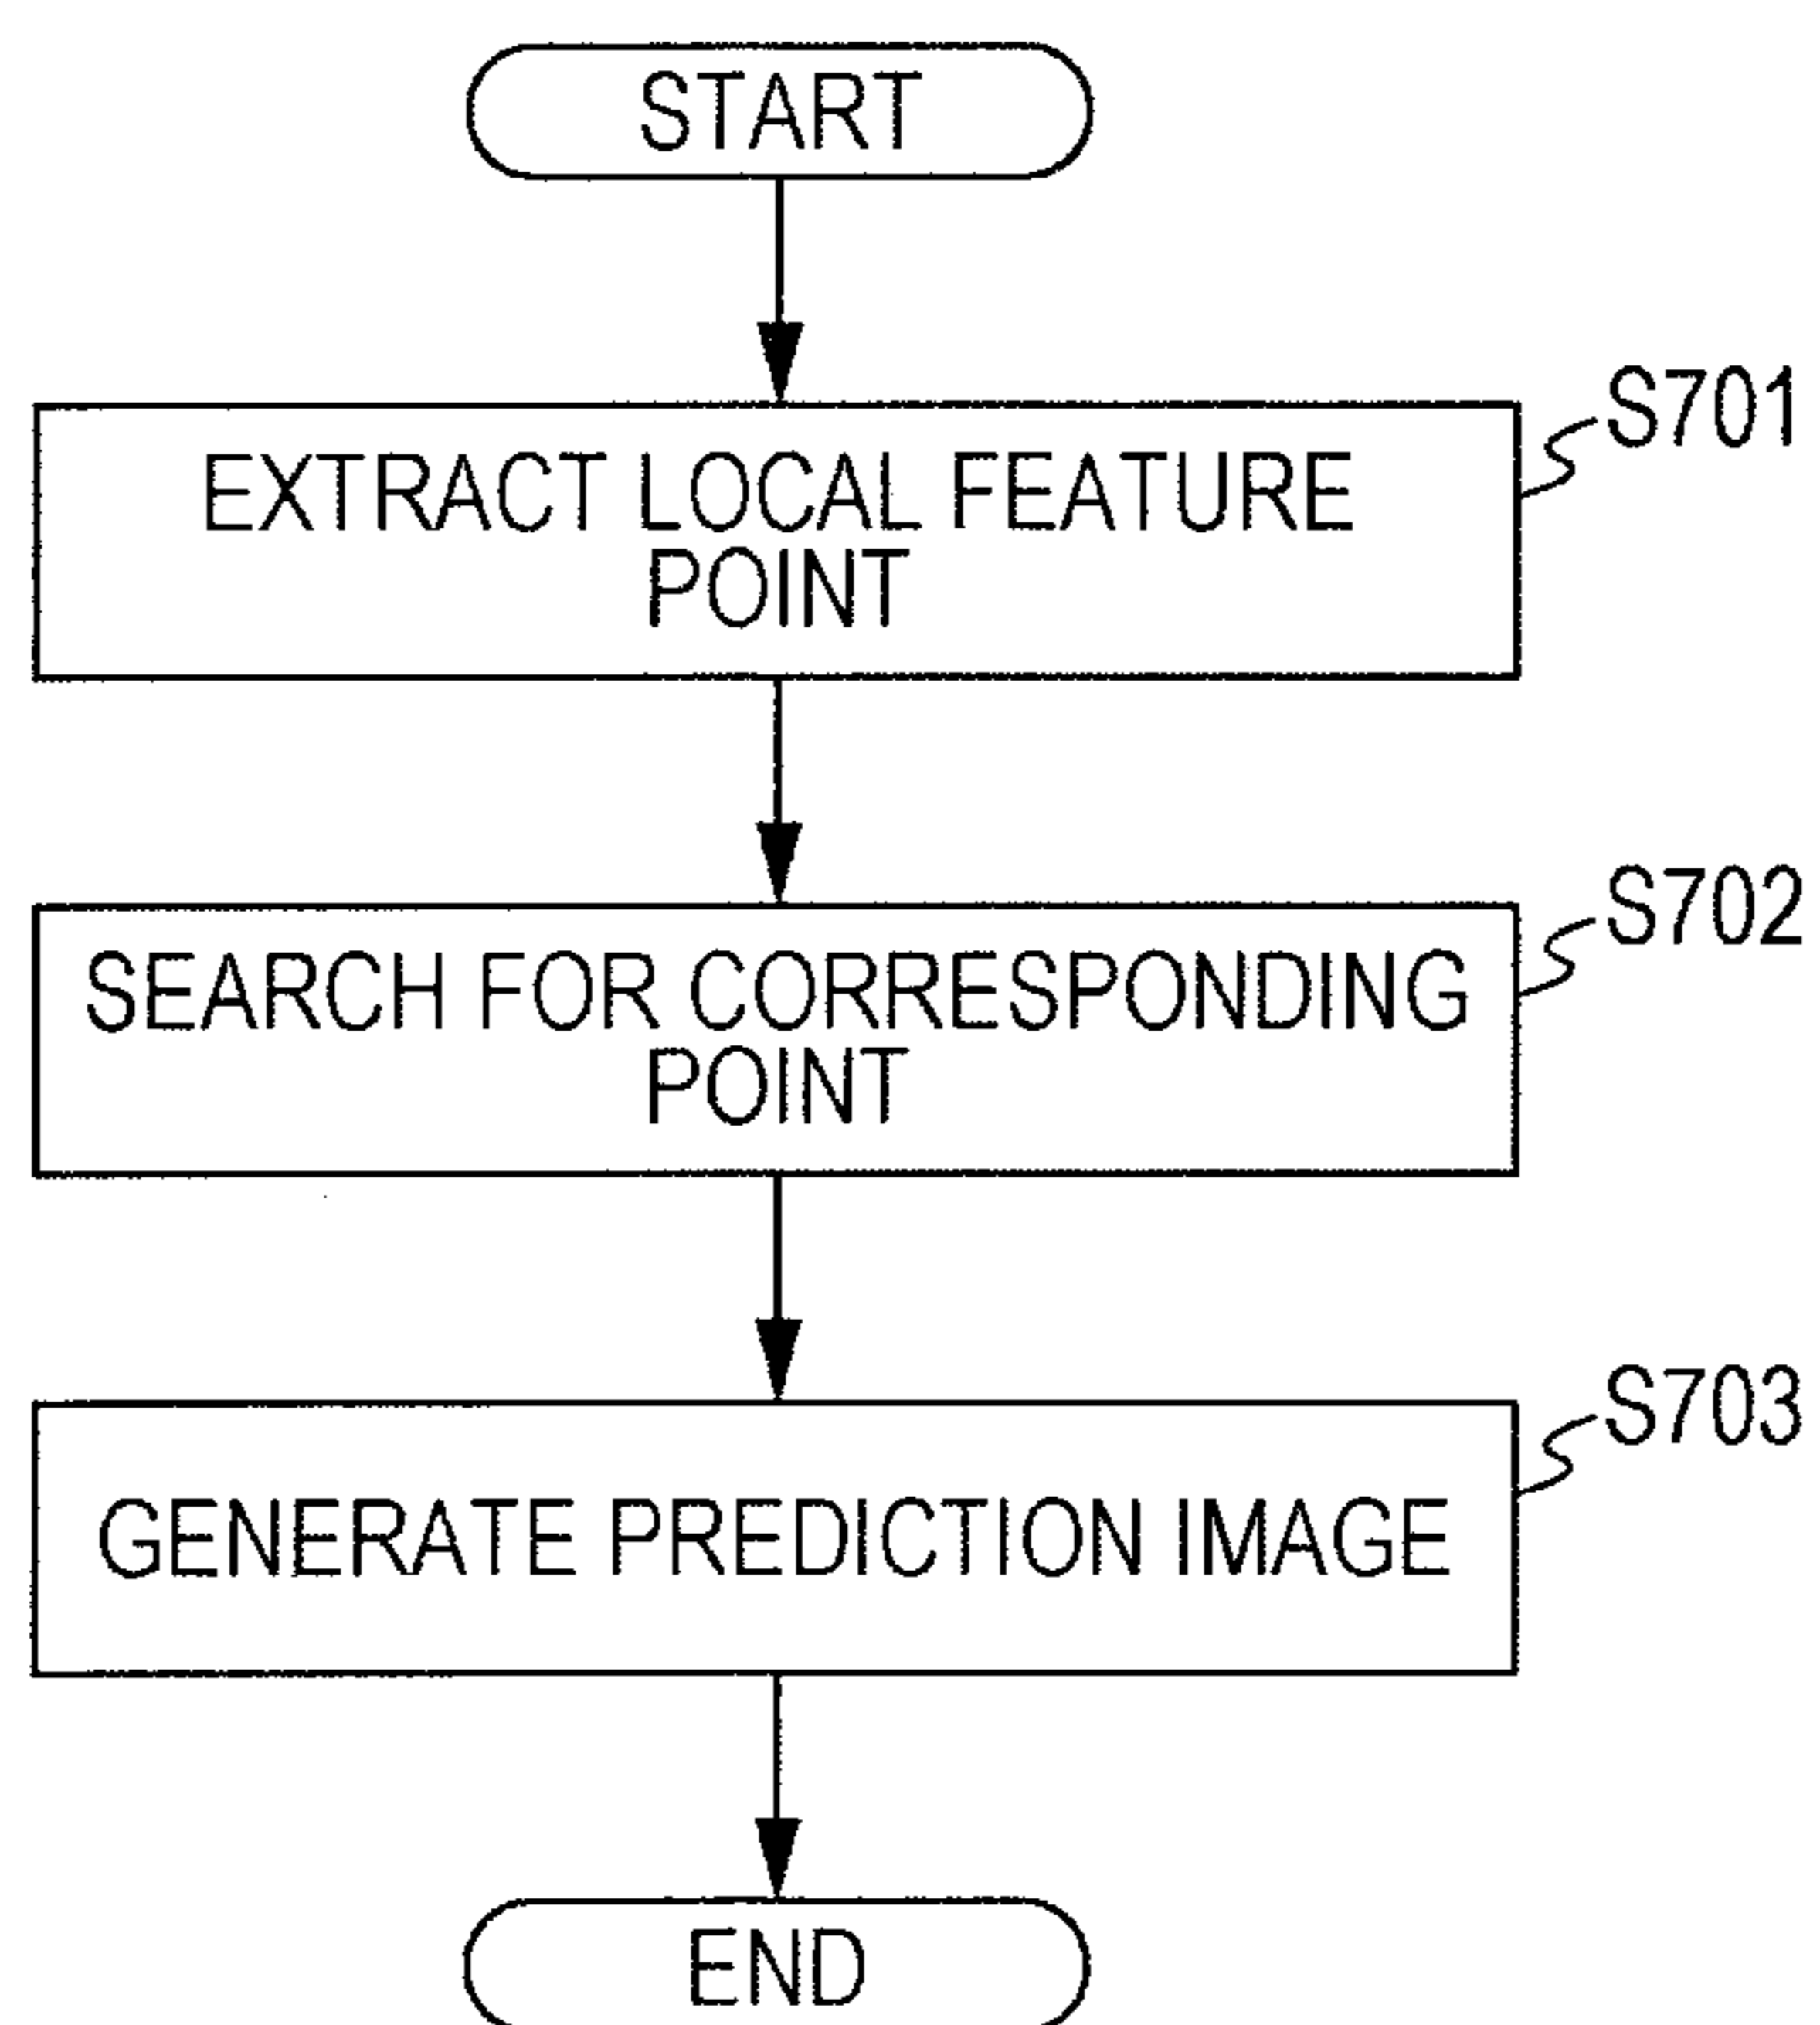 START
S701
EXTRACT LOCAL FEATURE
POINT
S702
SEARCH FOR CORRESPONDING
POINT
S703
GENERATE PREDICTION IMAGE
END